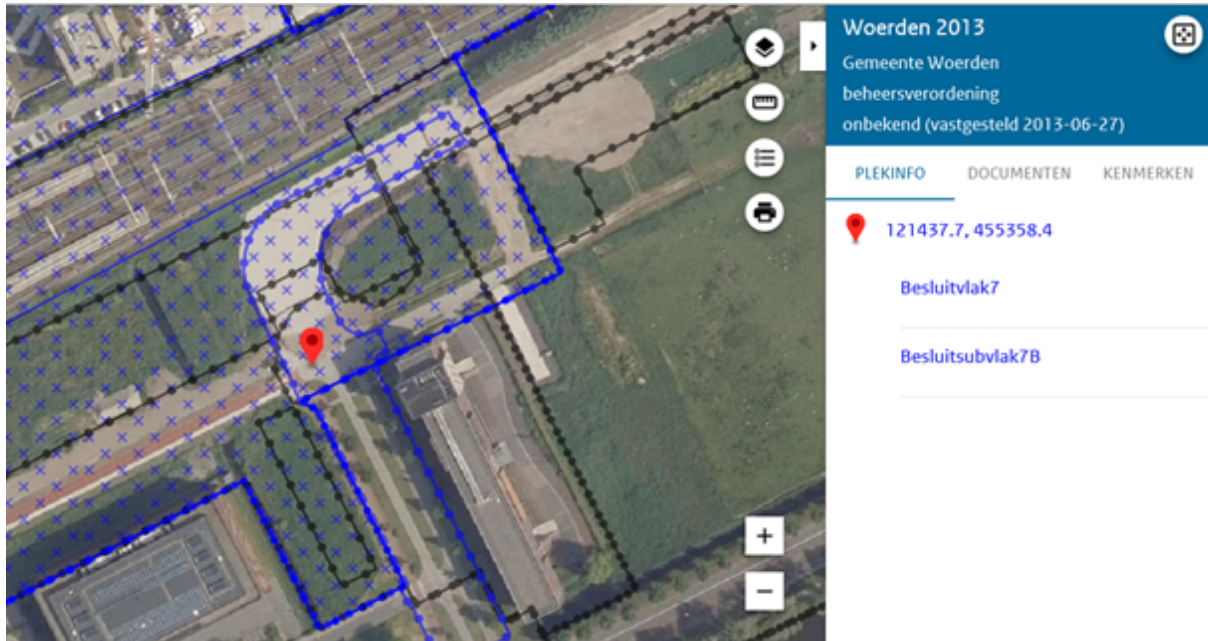 Woerden 2013
Gemeente Woerden
beheersverordening
onbekend (vastgesteld 2013-06-27)
PLEKINFO DOCUMENTEN KENMERKEN
121437.7, 455358.4
Besluitvlak7
Besluitsubvlak7B
+
−